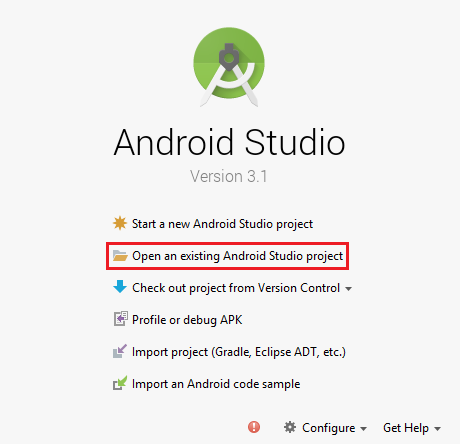 Android Studio
Version 3.1
Start a new Android Studio project
Open an existing Android Studio project
Check out project from Version Control
Profile or debug APK
Import project (Gradle, Eclipse ADT, etc.)
Import an Android code sample
Configure Get Help